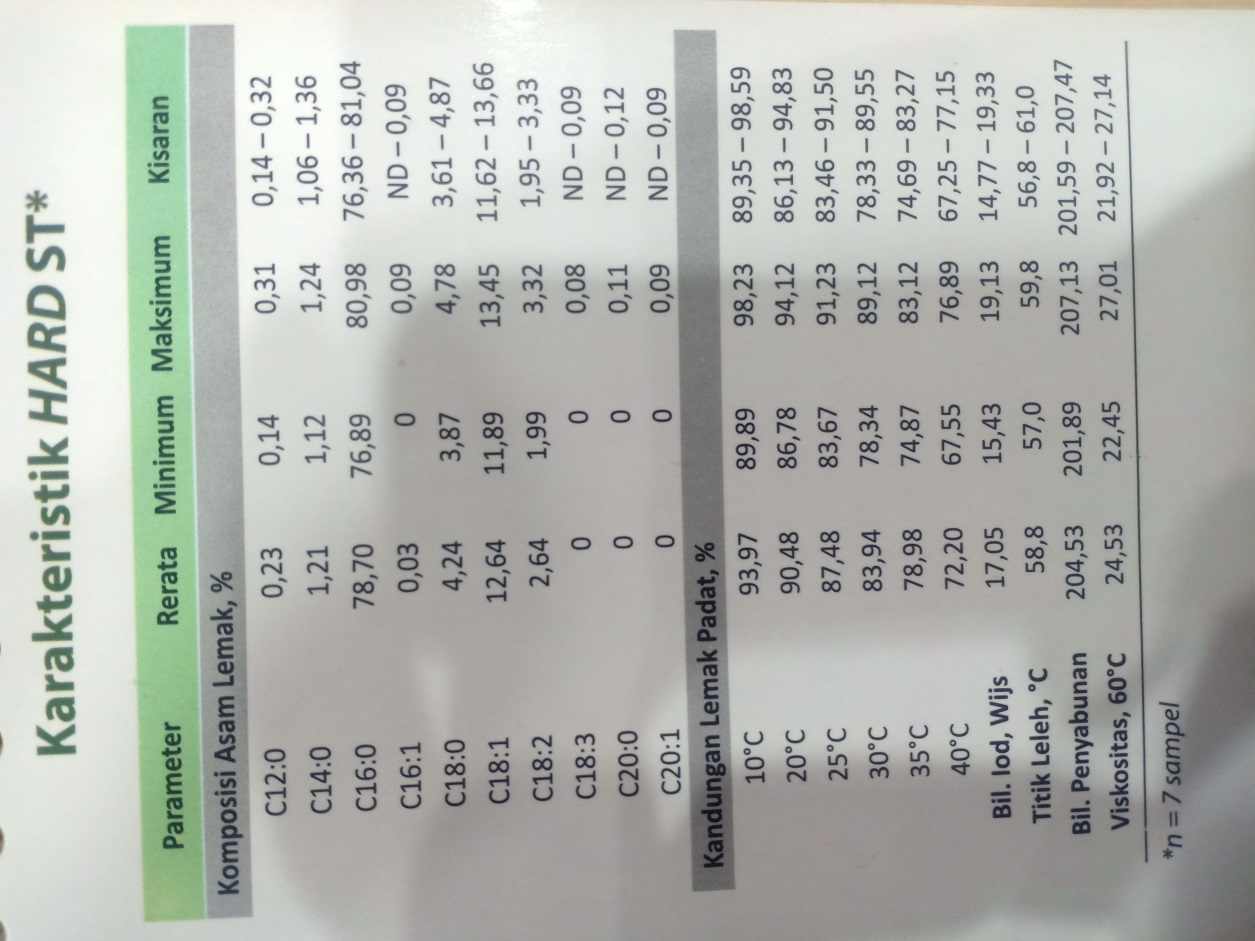 Karakteristik HARD ST*
Parameter Rerata Minimum Maksimum Kisaran
Komposisi Asam Lemak, %
C12:0 0,23 0,14 0,31 0,14 – 0,32
C14:0 1,21 1,12 1,24 1,06 – 1,36
C16:0 78,70 76,89 80,98 76,36 – 81,04
C16:1 0,03 0 0,09 ND – 0,09
C18:0 4,24 3,87 4,78 3,61 – 4,87
C18:1 12,64 11,89 13,45 11,62 – 13,66
C18:2 2,64 1,99 3,32 1,95 – 3,33
C18:3 0 0 0,08 ND – 0,09
C20:0 0 0 0,11 ND – 0,12
C20:1 0 0 0,09 ND – 0,09
Kandungan Lemak Padat, %
10°C 93,97 89,89 98,23 89,35 – 98,59
20°C 90,48 86,78 94,12 86,13 – 94,83
25°C 87,48 83,67 91,23 83,46 – 91,50
30°C 83,94 78,34 89,12 78,33 – 89,55
35°C 78,98 74,87 83,12 74,69 – 83,27
40°C 72,20 67,55 76,89 67,25 – 77,15
Bil. Iod, Wijs 17,05 15,43 19,13 14,77 – 19,33
Titik Leleh, °C 58,8 57,0 59,8 56,8 – 61,0
Bil. Penyabunan 204,53 201,89 207,13 201,59 – 207,47
Viskositas, 60°C 24,53 22,45 27,01 21,92 – 27,14
*n = 7 sampel